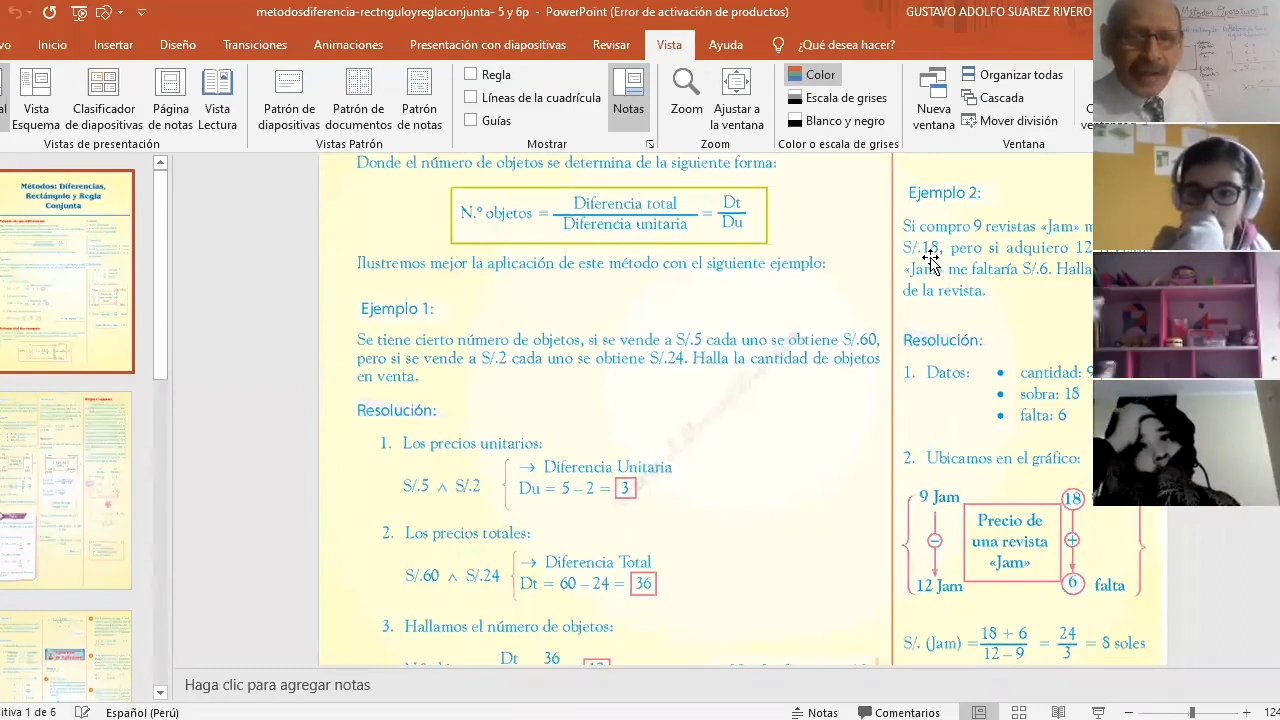 metodosdiferencia-rectnguloyreglaconjunta- 5 y 6p - PowerPoint (Error de activación de productos)
GUSTAVO ADOLFO SUAREZ RIVERO
Inicio Insertar Diseño Transiciones Animaciones Presentación con diapositivas Revisar Vista Ayuda ¿Qué desea hacer?
Vista Esquema
Clasificador de diapositivas
Página de notas
Vista Lectura
Vistas de presentación
Patrón de diapositivas
Patrón de documentos
Patrón de notas
Vistas Patrón
Regla
Líneas de la cuadrícula
Guías
Mostrar
Notas
Zoom
Ajustar a la ventana
Zoom
Color
Escala de grises
Blanco y negro
Color o escala de grises
Nueva ventana
Organizar todas
Cascada
Mover división
Ventana
Métodos: Diferencias,
Rectángulo y Regla
Conjunta
Donde el número de objetos se determina de la siguiente forma:
N.º objetos = Diferencia total / Diferencia unitaria = Dt / Du
Ilustremos mejor la aplicación de este método con el siguiente ejemplo:
Ejemplo 1:
Se tiene cierto número de objetos, si se vende a S/.5 cada uno se obtiene S/.60,
pero si se vende a S/.2 cada uno se obtiene S/.24. Halla la cantidad de objetos
en venta.
Resolución:
1. Los precios unitarios:
S/.5 ∧ S/.2
→ Diferencia Unitaria
Du = 5 – 2 = 3
2. Los precios totales:
S/.60 ∧ S/.24
→ Diferencia Total
Dt = 60 – 24 = 36
3. Hallamos el número de objetos:
Dt 36
Ejemplo 2:
Si compro 9 revistas «Jam»
si adquiero 12
me faltaría S/.6. Halla
de la revista.
Resolución:
1. Datos: • cantidad: 9
• sobra: 18
• falta: 6
2. Ubicamos en el gráfico:
9 Jam 18
– Precio de una revista «Jam» +
12 Jam 6 falta
S/. (Jam) = 18 + 6 / 12 – 9 = 24 / 3 = 8 soles
Haga clic para agregar notas
1 de 6 Español (Perú) Notas Comentarios